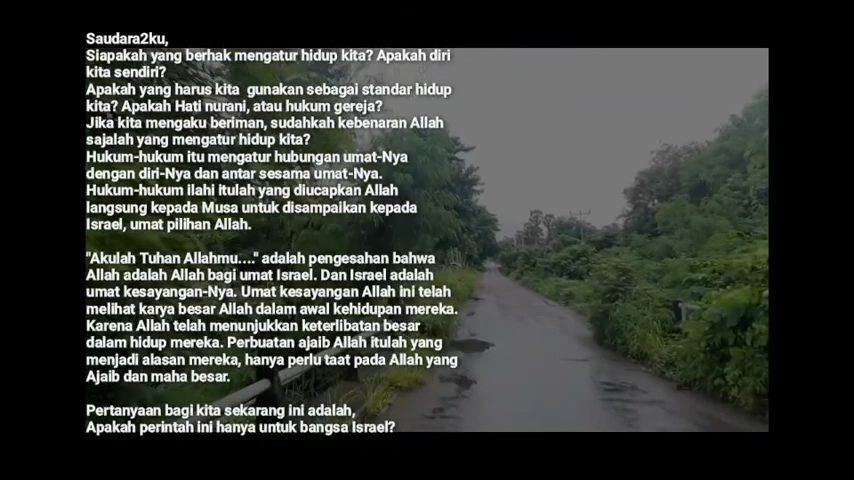 Saudara2ku,
Siapakah yang berhak mengatur hidup kita? Apakah diri
kita sendiri?
Apakah yang harus kita gunakan sebagai standar hidup
kita? Apakah Hati nurani, atau hukum gereja?
Jika kita mengaku beriman, sudahkah kebenaran Allah
sajalah yang mengatur hidup kita?
Hukum-hukum itu mengatur hubungan umat-Nya
dengan diri-Nya dan antar sesama umat-Nya.
Hukum-hukum ilahi itulah yang diucapkan Allah
langsung kepada Musa untuk disampaikan kepada
Israel, umat pilihan Allah.
"Akulah Tuhan Allahmu...." adalah pengesahan bahwa
Allah adalah Allah bagi umat Israel. Dan Israel adalah
umat kesayangan-Nya. Umat kesayangan Allah ini telah
melihat karya besar Allah dalam awal kehidupan mereka.
Karena Allah telah menunjukkan keterlibatan besar
dalam hidup mereka. Perbuatan ajaib Allah itulah yang
menjadi alasan mereka, hanya perlu taat pada Allah yang
Ajaib dan maha besar.
Pertanyaan bagi kita sekarang ini adalah,
Apakah perintah ini hanya untuk bangsa Israel?